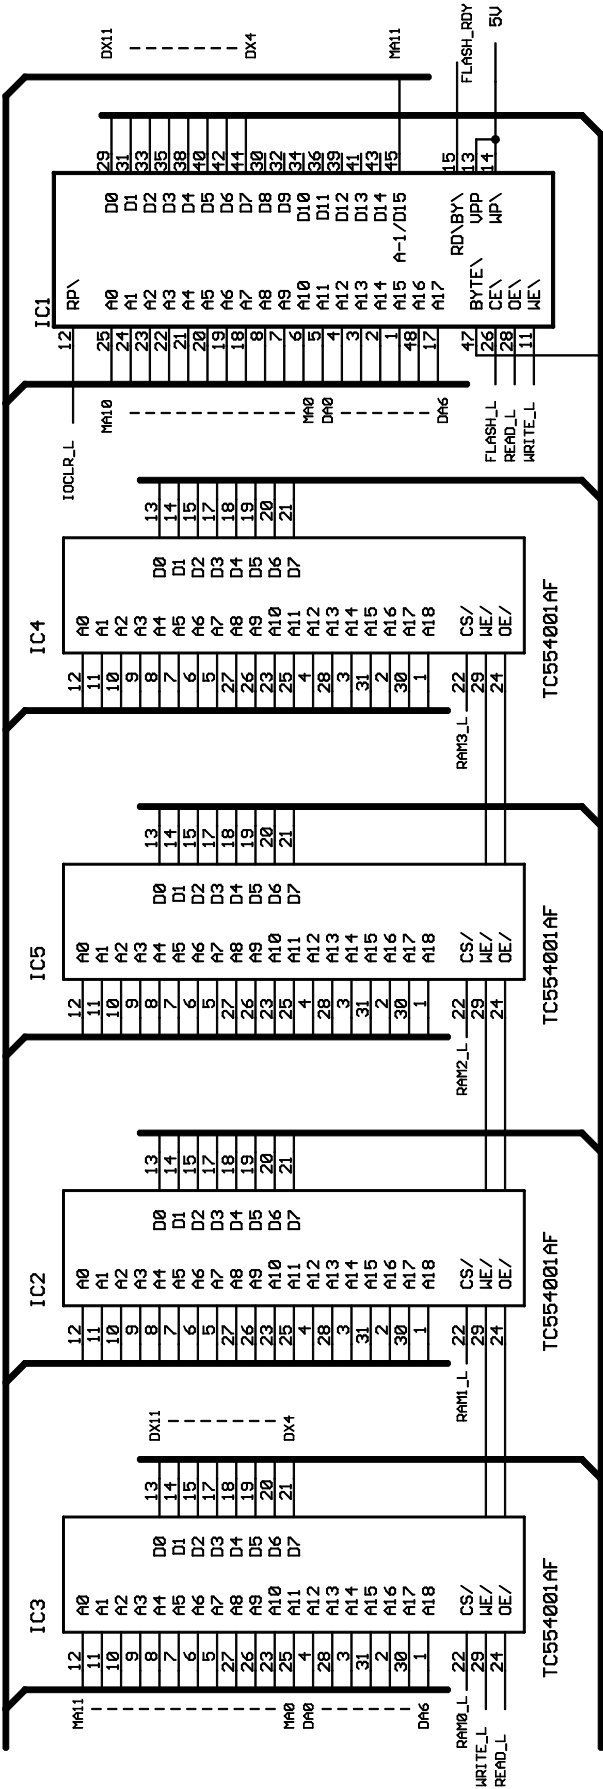 DX11
DX4
MA11
FLASH_RDY
5V
29
31
33
35
38
40
42
44
30
32
34
36
39
41
43
45
15
13
14
IC1
RP\
D0
D1
D2
D3
D4
D5
D6
D7
D8
D9
D10
D11
D12
D13
D14
A-1/D15
RD\BY\
VPP
WP\
A0
A1
A2
A3
A4
A5
A6
A7
A8
A9
A10
A11
A12
A13
A14
A15
A16
A17
BYTE\
CE\
OE\
WE\
12
25
24
23
22
21
20
19
18
8
7
6
5
4
3
2
1
48
17
47
26
28
11
IOCLR_L
MA10
MA0
DA0
DA6
FLASH_L
READ_L
WRITE_L
13
14
15
17
18
19
20
21
IC4
D0
D1
D2
D3
D4
D5
D6
D7
A0
A1
A2
A3
A4
A5
A6
A7
A8
A9
A10
A11
A12
A13
A14
A15
A16
A17
A18
CS/
WE/
OE/
TC554001AF
12
11
10
9
8
7
6
5
27
26
23
25
4
28
3
31
2
30
1
22
29
24
RAM3_L
13
14
15
17
18
19
20
21
IC5
D0
D1
D2
D3
D4
D5
D6
D7
A0
A1
A2
A3
A4
A5
A6
A7
A8
A9
A10
A11
A12
A13
A14
A15
A16
A17
A18
CS/
WE/
OE/
TC554001AF
12
11
10
9
8
7
6
5
27
26
23
25
4
28
3
31
2
30
1
22
29
24
RAM2_L
13
14
15
17
18
19
20
21
IC2
D0
D1
D2
D3
D4
D5
D6
D7
A0
A1
A2
A3
A4
A5
A6
A7
A8
A9
A10
A11
A12
A13
A14
A15
A16
A17
A18
CS/
WE/
OE/
TC554001AF
12
11
10
9
8
7
6
5
27
26
23
25
4
28
3
31
2
30
1
22
29
24
RAM1_L
DX11
DX4
13
14
15
17
18
19
20
21
IC3
D0
D1
D2
D3
D4
D5
D6
D7
A0
A1
A2
A3
A4
A5
A6
A7
A8
A9
A10
A11
A12
A13
A14
A15
A16
A17
A18
CS/
WE/
OE/
TC554001AF
12
11
10
9
8
7
6
5
27
26
23
25
4
28
3
31
2
30
1
22
29
24
MA11
MA0
DA0
DA6
RAM0_L
WRITE_L
READ_L